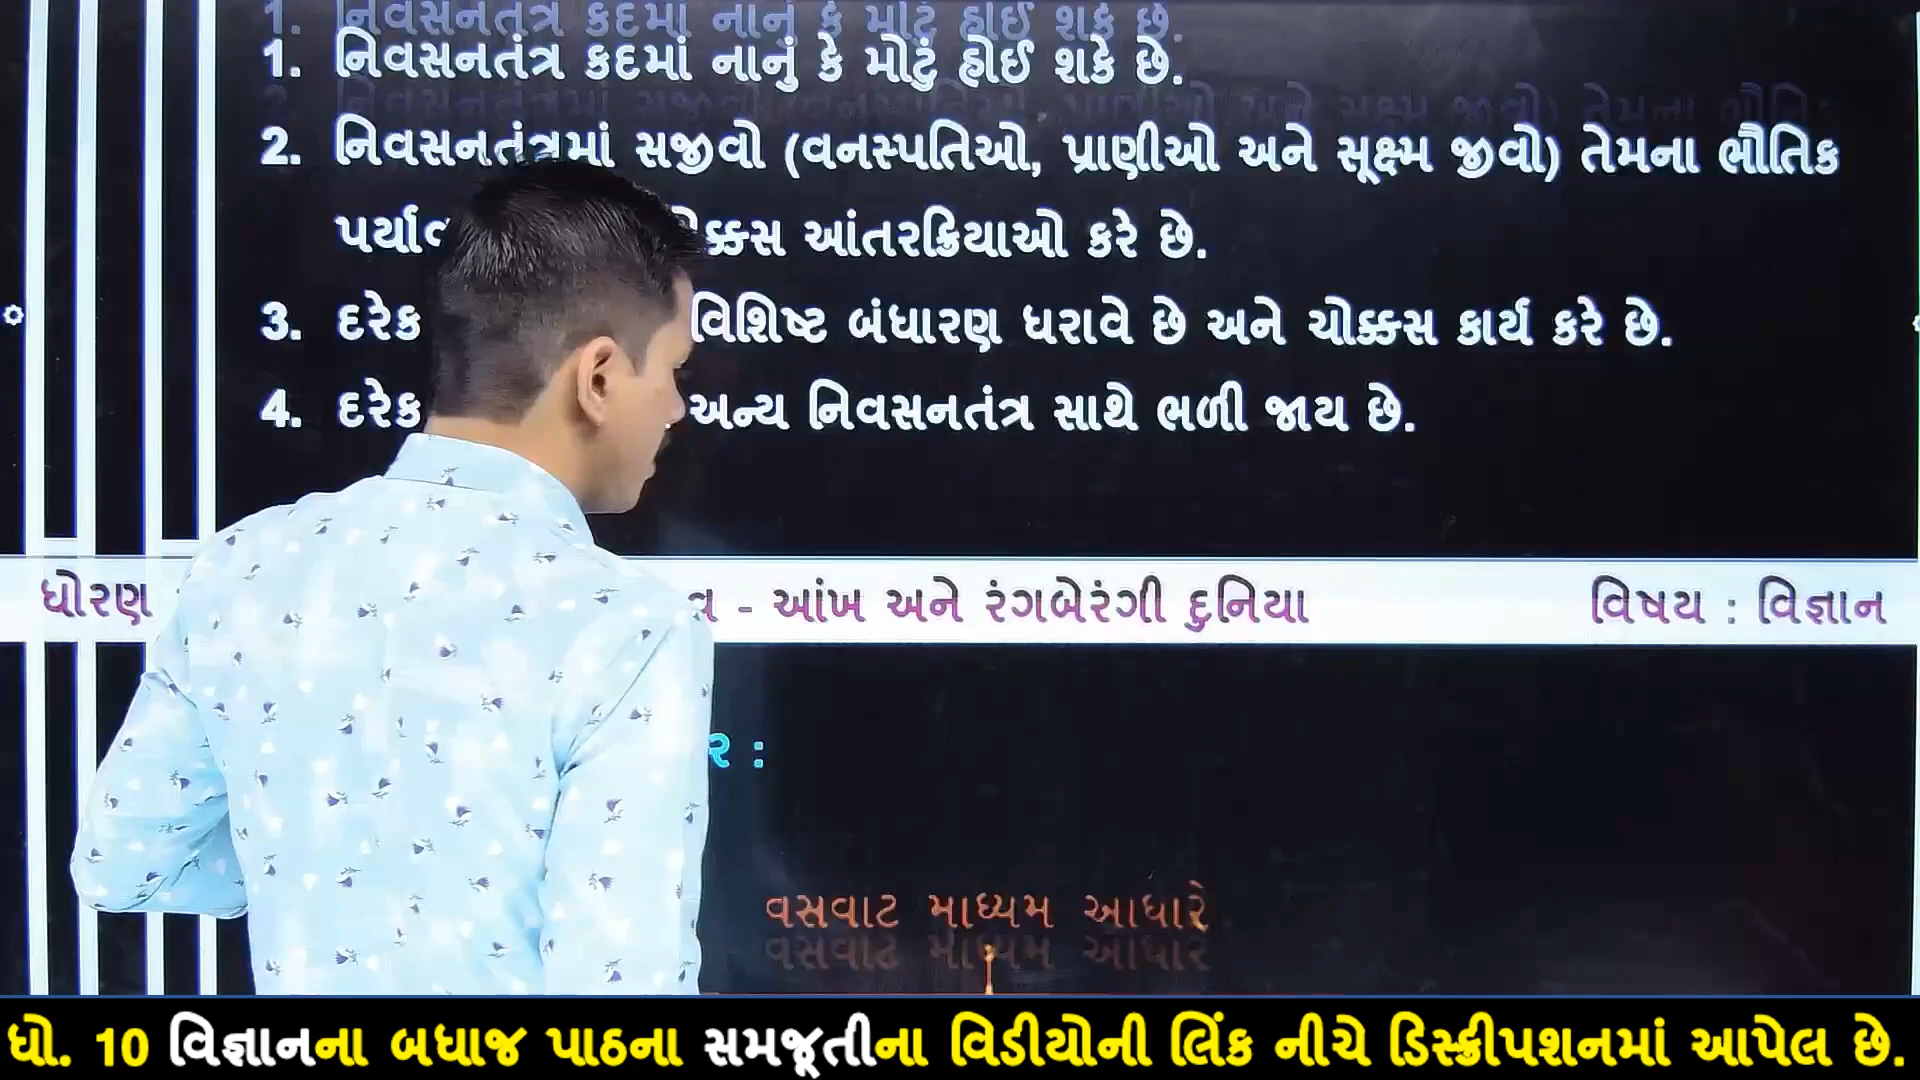 1. નિવસનતંત્ર કદમાં નાનું કે મોટું હોઈ શકે છે.
2. નિવસનતંત્રમાં સજીવો (વનસ્પતિઓ, પ્રાણીઓ અને સૂક્ષ્મ જીવો) તેમના ભૌતિક
આંતરક્રિયાઓ કરે છે.
3. દરેક વિશિષ્ટ બંધારણ ધરાવે છે અને ચોક્કસ કાર્ય કરે છે.
4. દરેક અન્ય નિવસનતંત્ર સાથે ભળી જાય છે.
ધોરણ - આંખ અને રંગબેરંગી દુનિયા વિષય : વિજ્ઞાન
વસવાટ માધ્યમ આધારે
ધો. 10 વિજ્ઞાનના બધાજ પાઠના સમજૂતીના વિડીયોની લિંક નીચે ડિસ્ક્રીપશનમાં આપેલ છે.